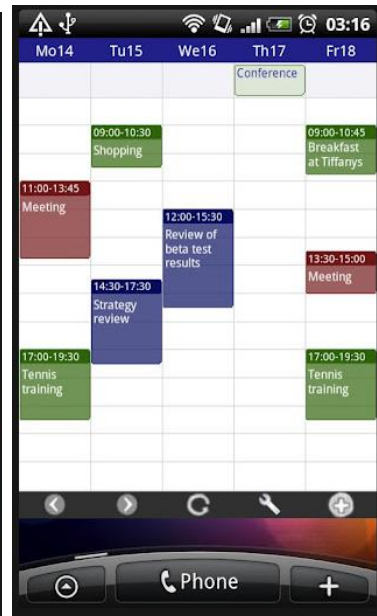 03:16
Mo14 Tu15 We16 Th17 Fr18
Conference
09:00-10:30
Shopping
09:00-10:45
Breakfast
at Tiffanys
11:00-13:45
Meeting
12:00-15:30
Review of
beta test
results
13:30-15:00
Meeting
14:30-17:30
Strategy
review
17:00-19:30
Tennis
training
17:00-19:30
Tennis
training
Phone